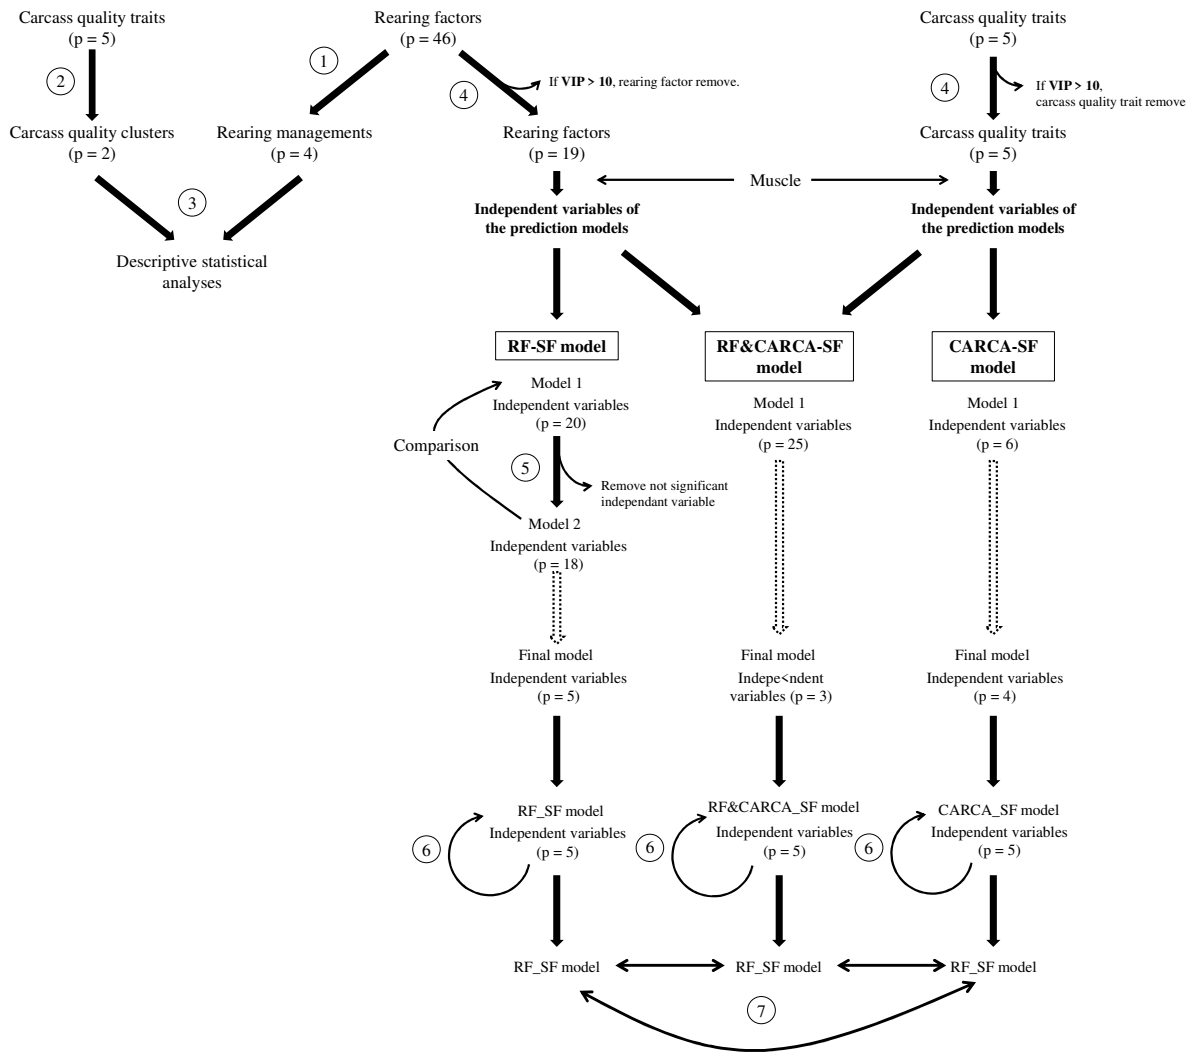 Carcass quality traits
(p = 5)
Rearing factors
(p = 46)
Carcass quality traits
(p = 5)
1
2
4
If VIP > 10, rearing factor remove.
4
If VIP > 10,
carcass quality trait remove
Carcass quality clusters
(p = 2)
Rearing managements
(p = 4)
Rearing factors
(p = 19)
Carcass quality traits
(p = 5)
Muscle
3
Independent variables of
the prediction models
Independent variables of
the prediction models
Descriptive statistical
analyses
RF-SF model
RF&CARCA-SF
model
CARCA-SF
model
Model 1
Independent variables
(p = 20)
Model 1
Independent variables
(p = 25)
Model 1
Independent variables
(p = 6)
Comparison
5
Remove not significant
independant variable
Model 2
Independent variables
(p = 18)
Final model
Independent variables
(p = 5)
Final model
Indepe<ndent
variables (p = 3)
Final model
Independent variables
(p = 4)
6
RF_SF model
Independent variables
(p = 5)
6
RF&CARCA_SF model
Independent variables
(p = 5)
6
CARCA_SF model
Independent variables
(p = 5)
RF_SF model
RF_SF model
RF_SF model
7